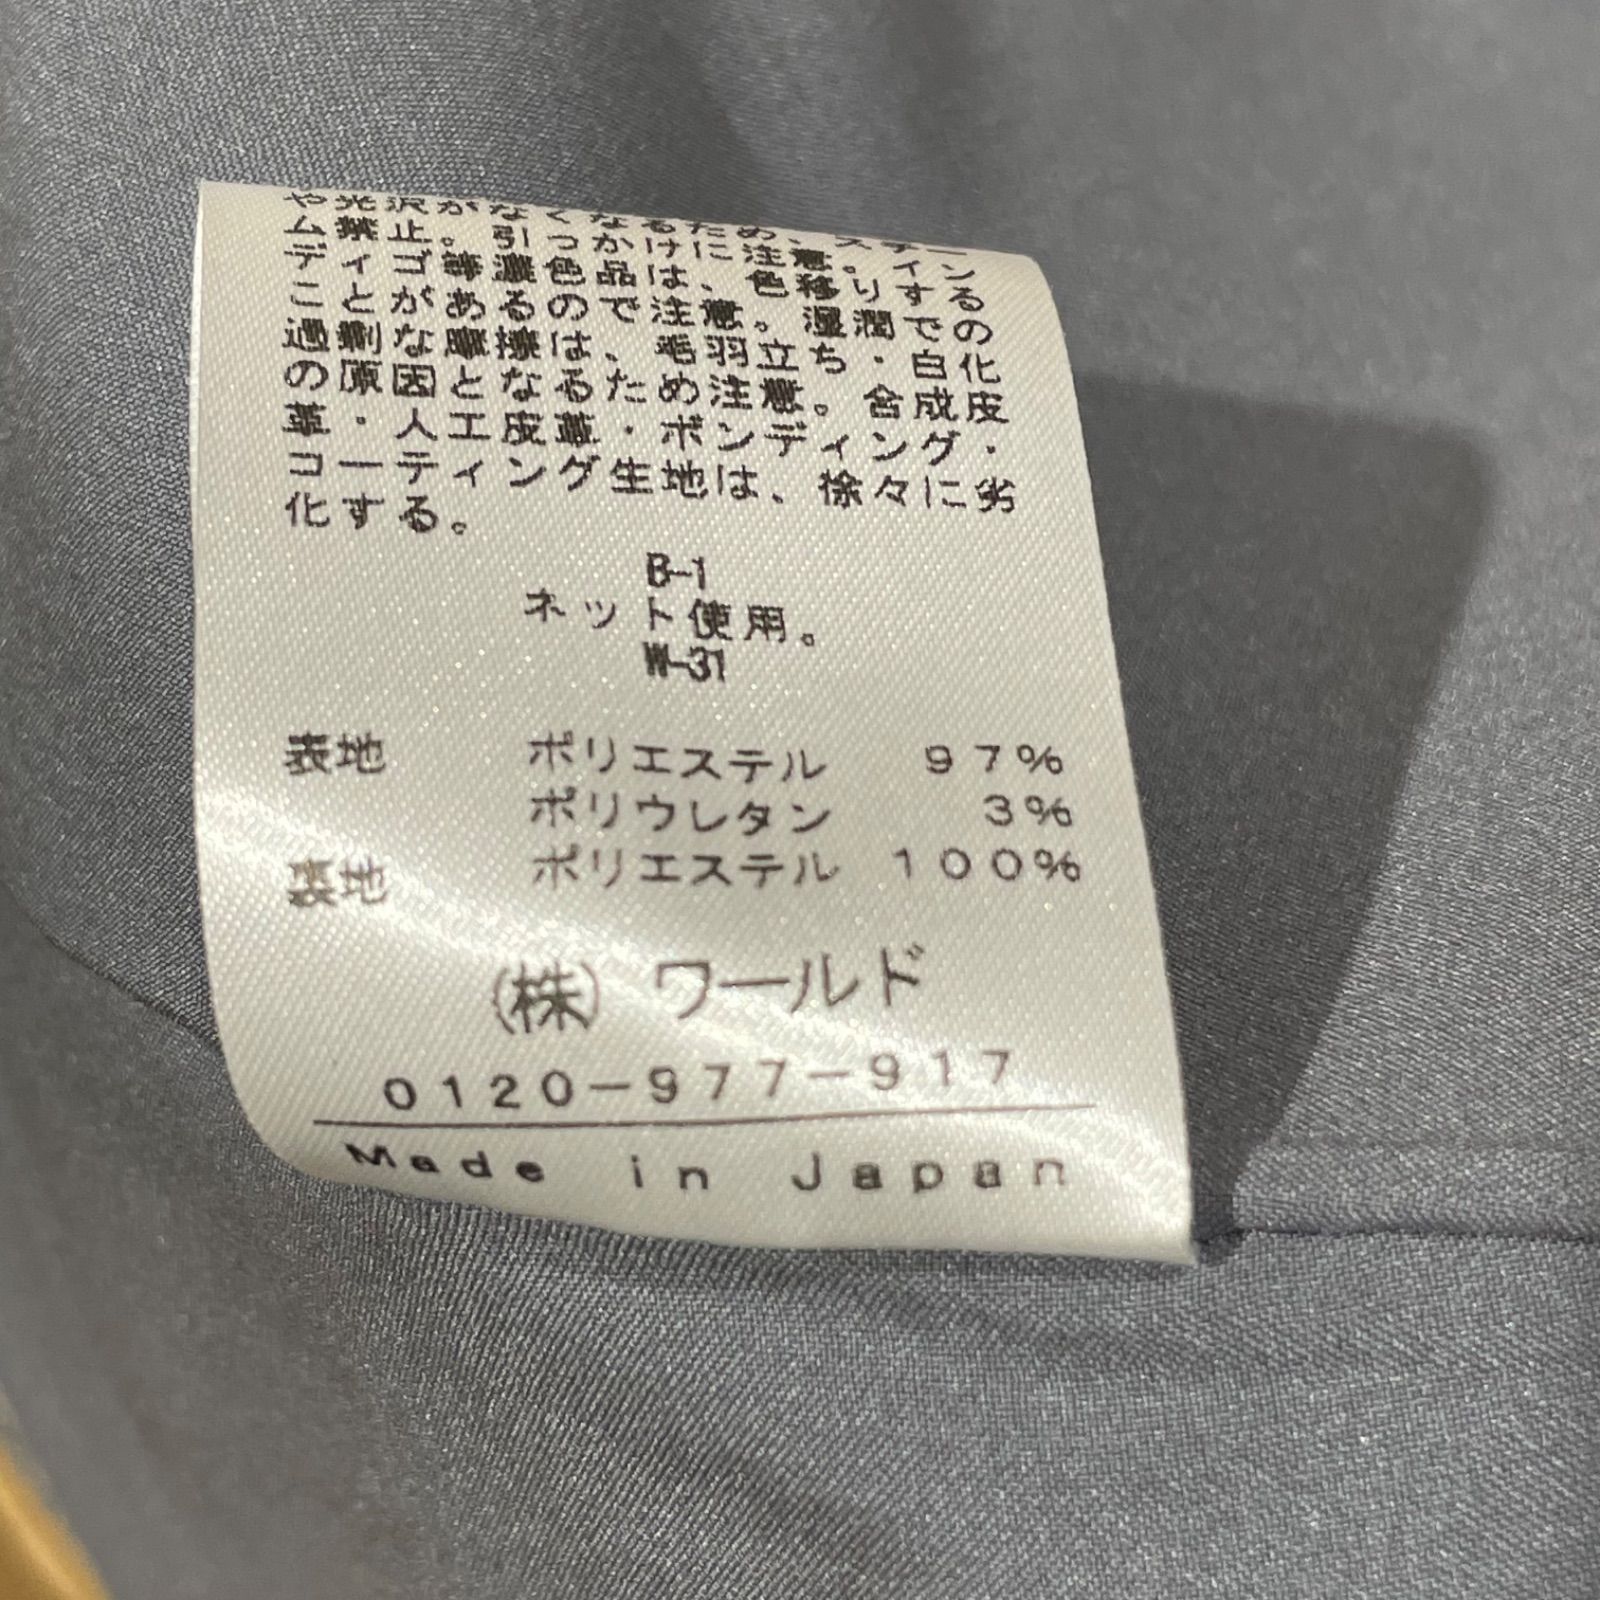 や光沢がなくなるため、スチー
ム禁止。引っかけに注意。イン
ディゴ等濃色品は、色移りする
ことがあるので注意。湿潤での
過剰な摩擦は、毛羽立ち・白化
の原因となるため注意。合成皮
革・人工皮革・ボンディング・
コーティング生地は、徐々に劣
化する。
B-1
ネット使用。
W-31
表地 ポリエステル 97%
ポリウレタン 3%
裏地 ポリエステル 100%
(株) ワールド
0120-977-917
Made in Japan